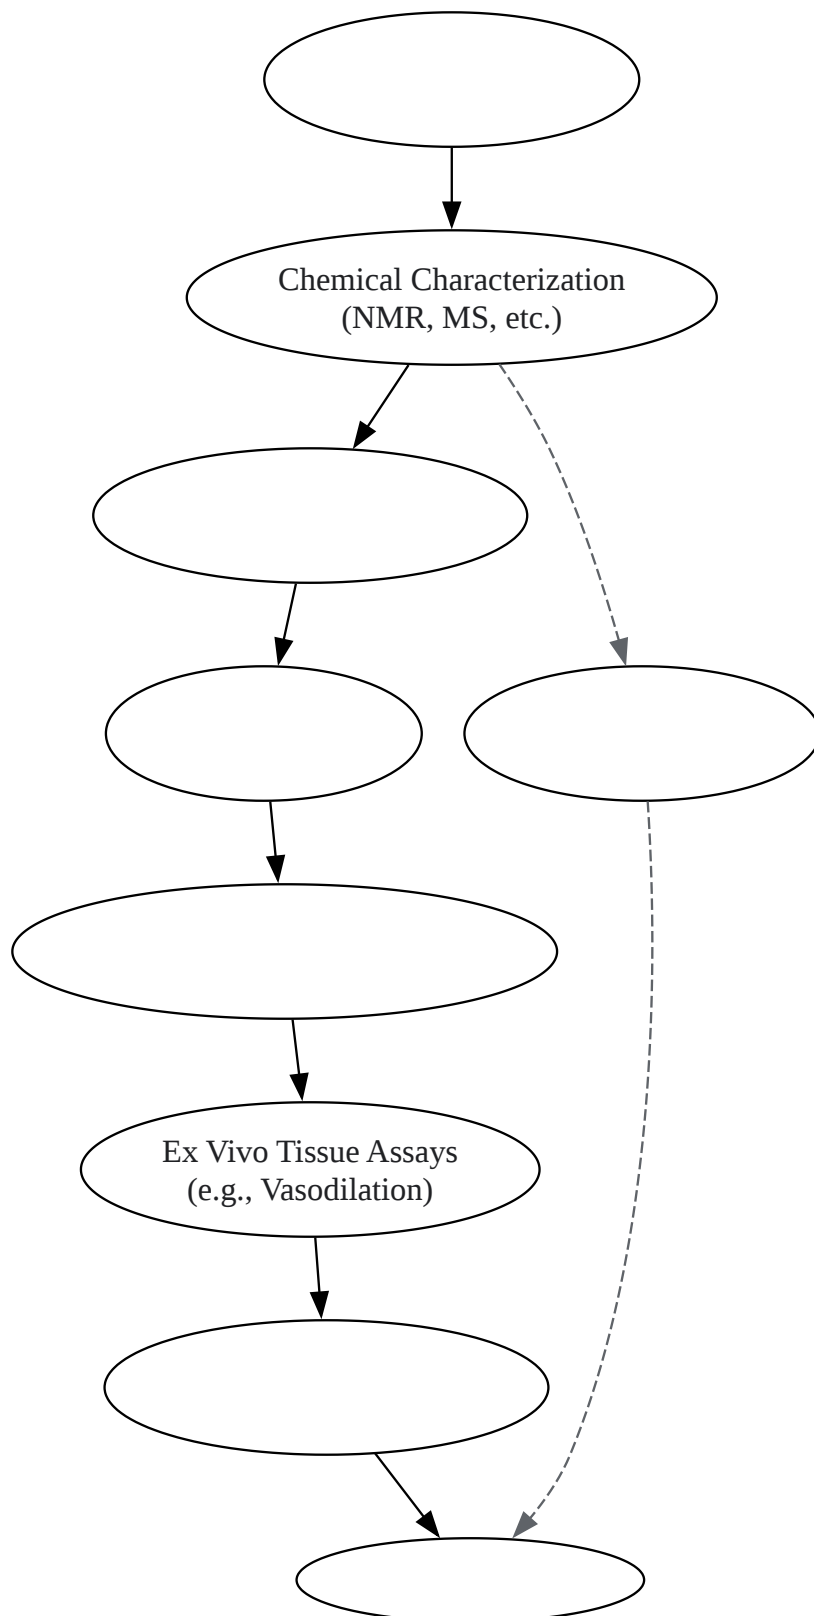 Chemical Characterization
(NMR, MS, etc.)
Ex Vivo Tissue Assays
(e.g., Vasodilation)